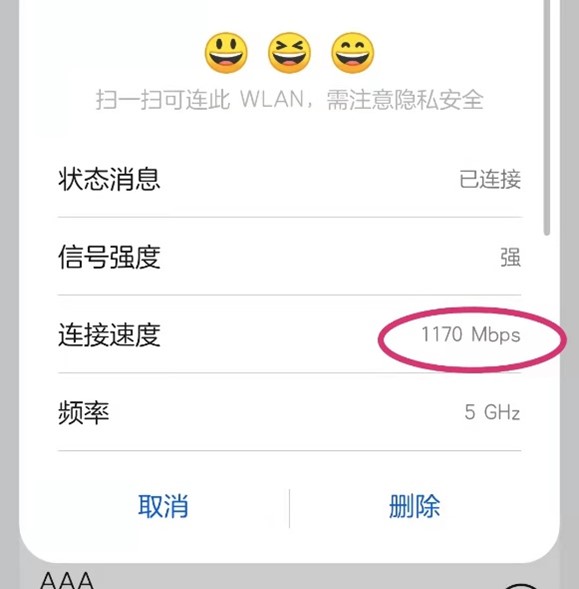 扫一扫可连此 WLAN，需注意隐私安全
状态消息 已连接
信号强度 强
连接速度 1170 Mbps
频率 5 GHz
取消 删除
AAA